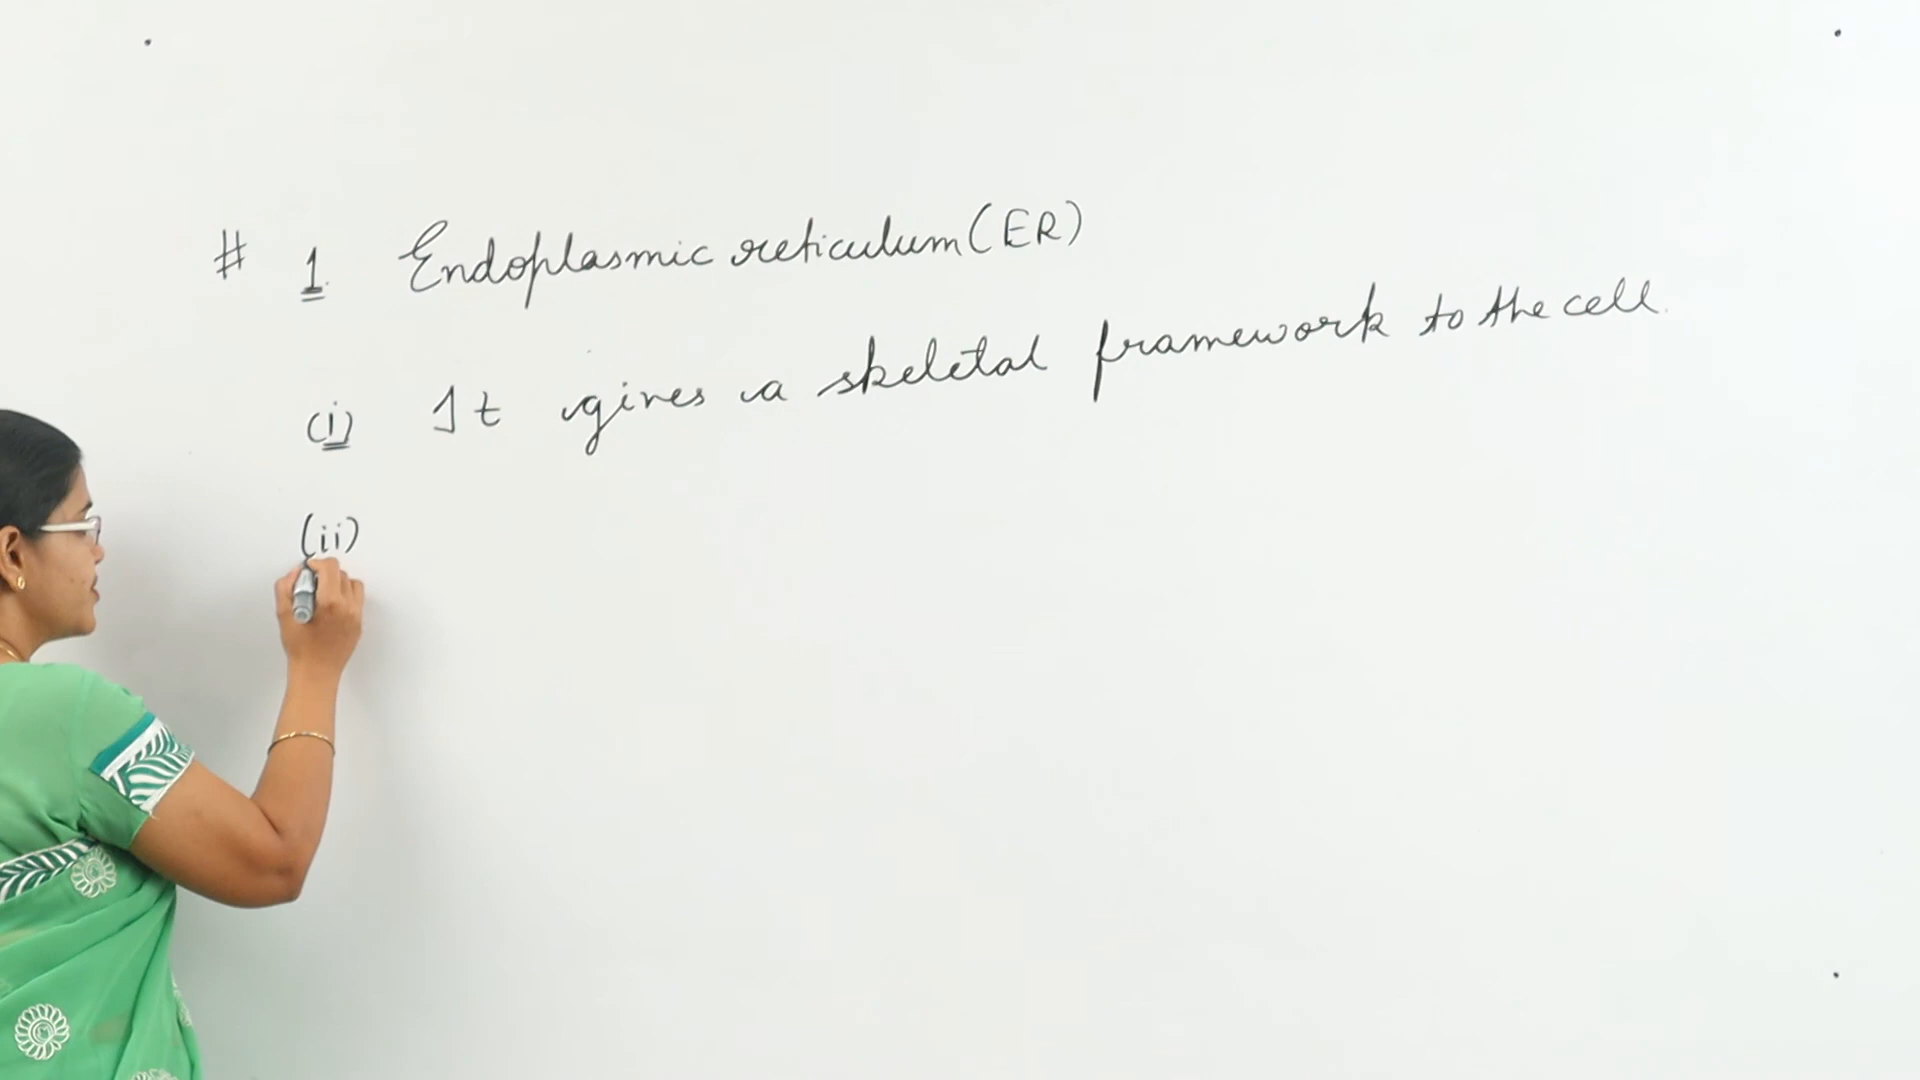 # 1. Endoplasmic reticulum (ER)
(i) It gives a skeletal framework to the cell.
(ii)